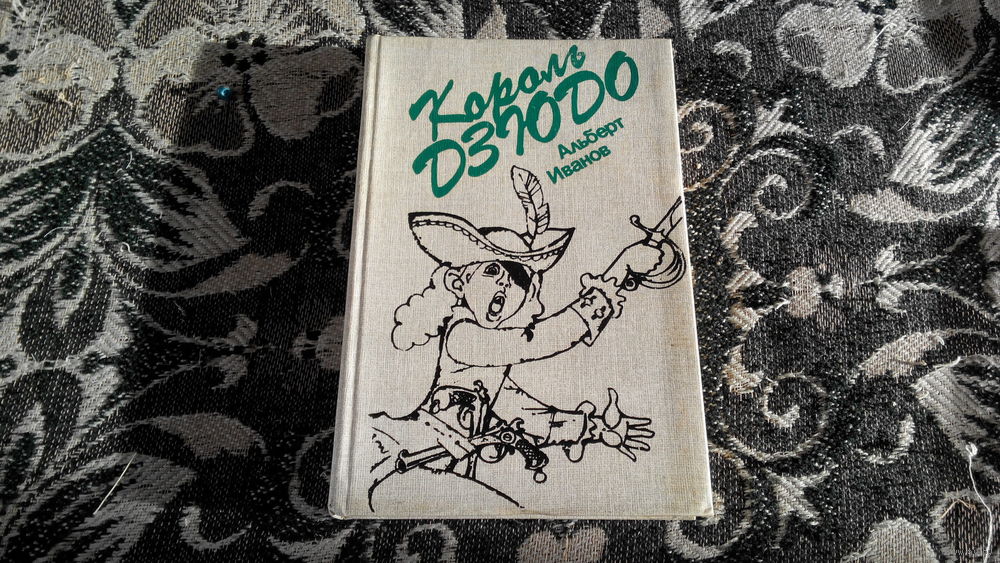 Король
ДЗЮДО
Альберт
Иванов